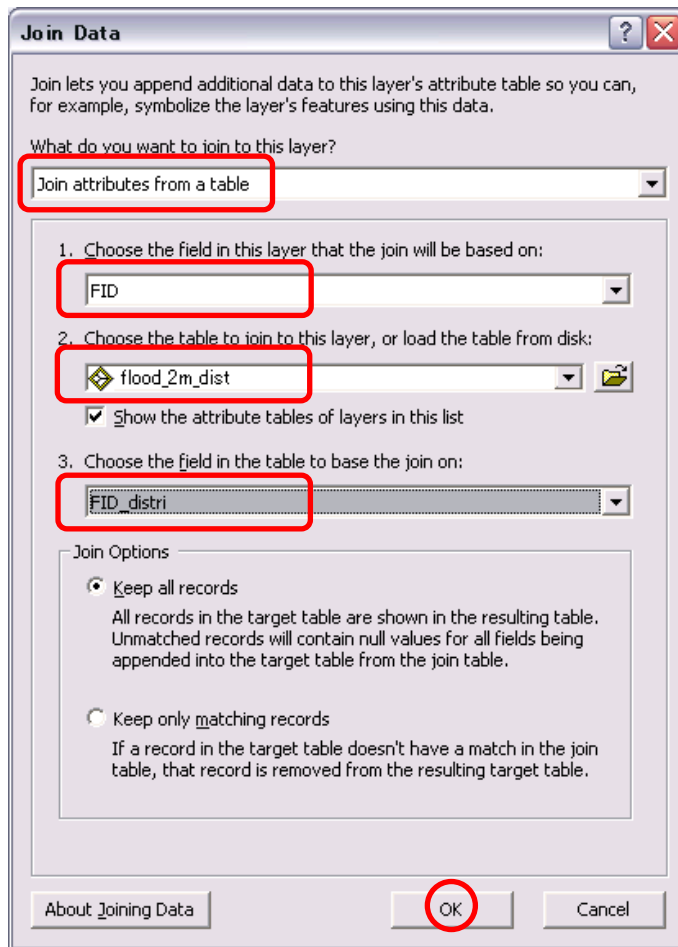 Join Data
Join lets you append additional data to this layer's attribute table so you can,
for example, symbolize the layer's features using this data.
What do you want to join to this layer?
Join attributes from a table
1. Choose the field in this layer that the join will be based on:
FID
2. Choose the table to join to this layer, or load the table from disk:
flood_2m_dist
Show the attribute tables of layers in this list
3. Choose the field in the table to base the join on:
FID_distri
Join Options
Keep all records
All records in the target table are shown in the resulting table.
Unmatched records will contain null values for all fields being
appended into the target table from the join table.
Keep only matching records
If a record in the target table doesn't have a match in the join
table, that record is removed from the resulting target table.
About Joining Data
OK
Cancel